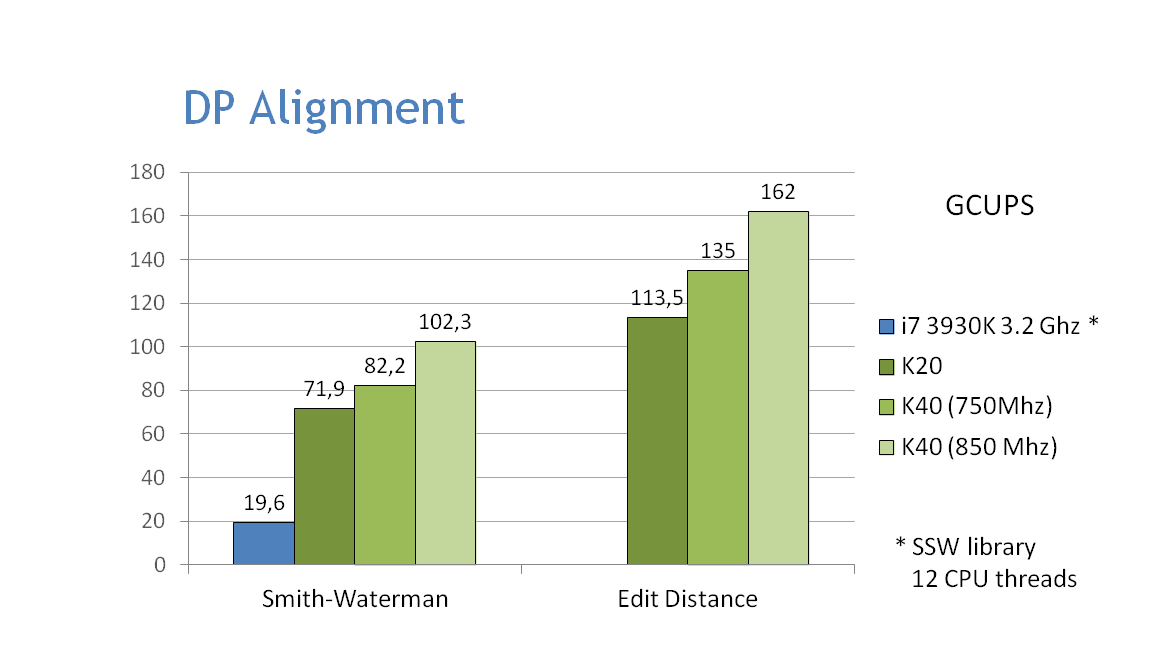 DP Alignment
180
160
140
120
100
80
60
40
20
0
19,6
71,9
82,2
102,3
113,5
135
162
Smith-Waterman
Edit Distance
GCUPS
i7 3930K 3.2 Ghz *
K20
K40 (750Mhz)
K40 (850 Mhz)
* SSW library
12 CPU threads